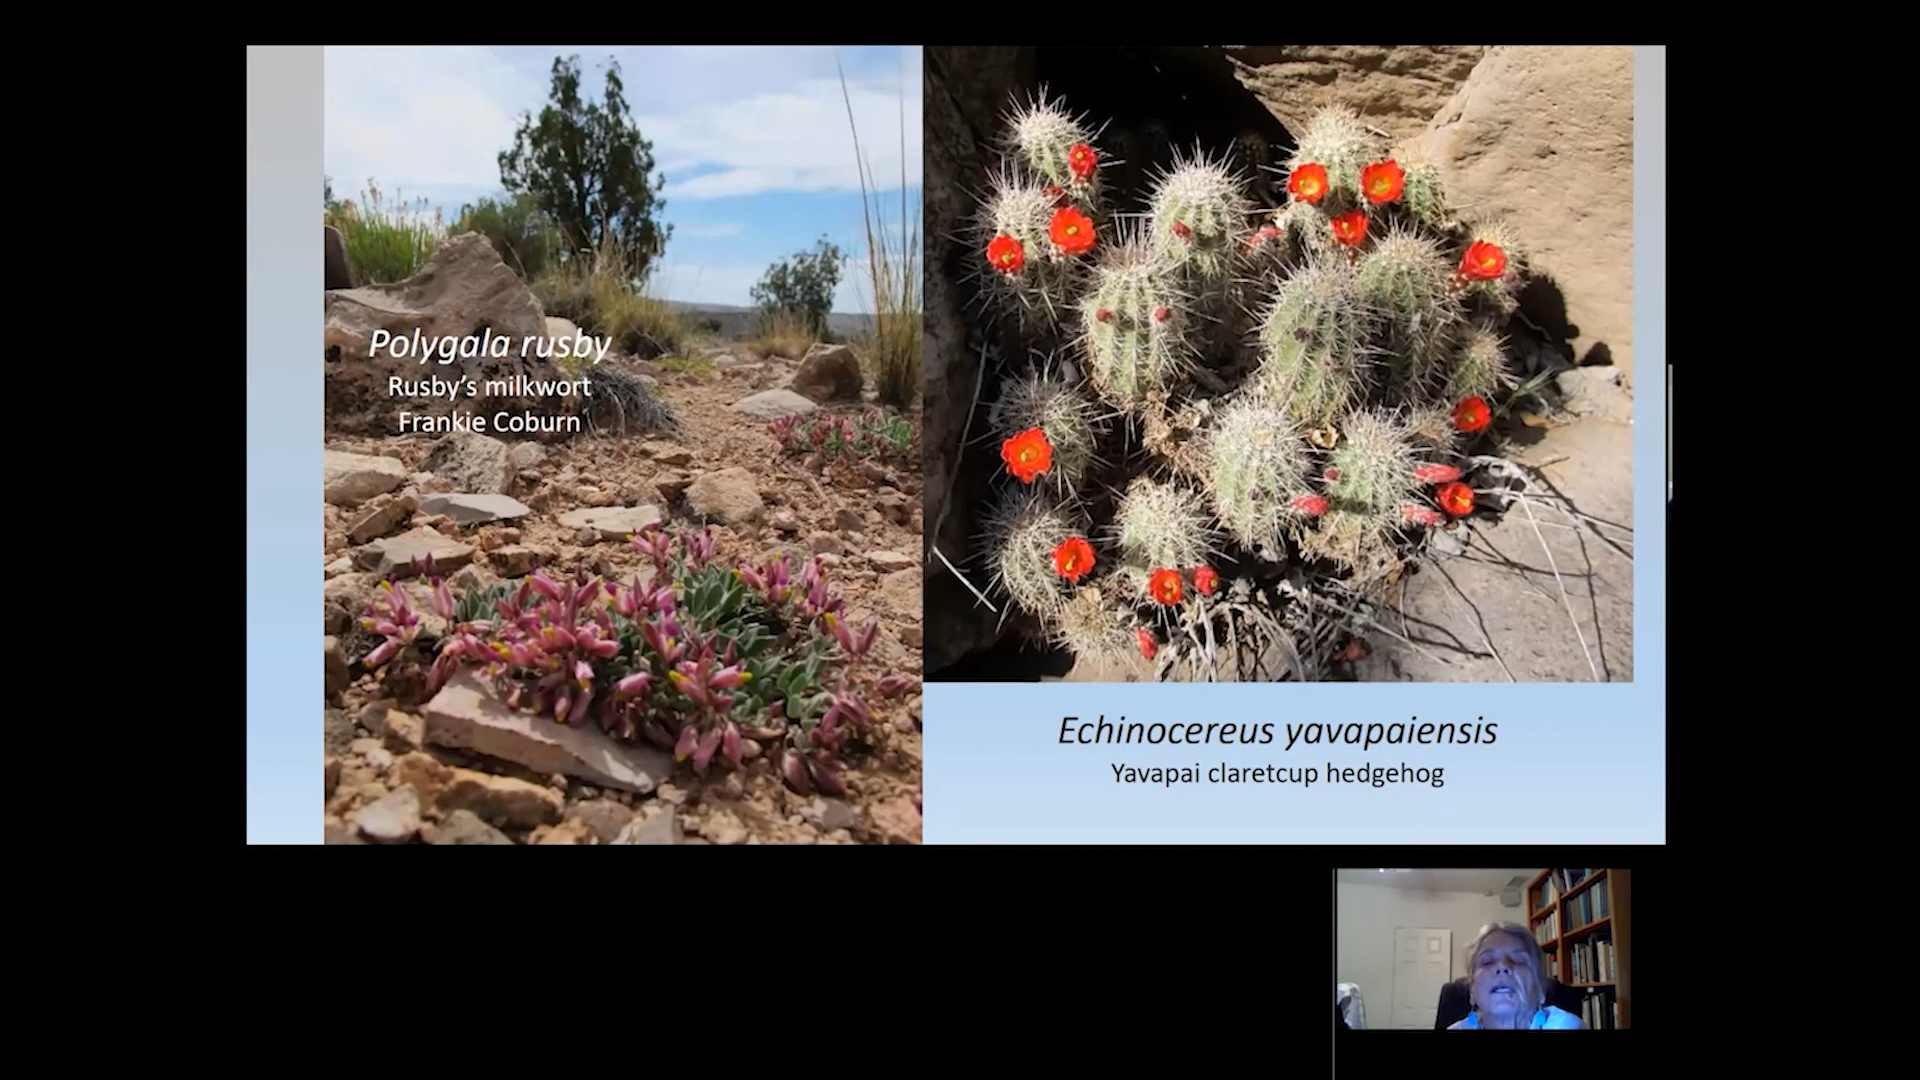 Polygala rusby
Rusby's milkwort
Frankie Coburn
Echinocereus yavapaiensis
Yavapai claretcup hedgehog